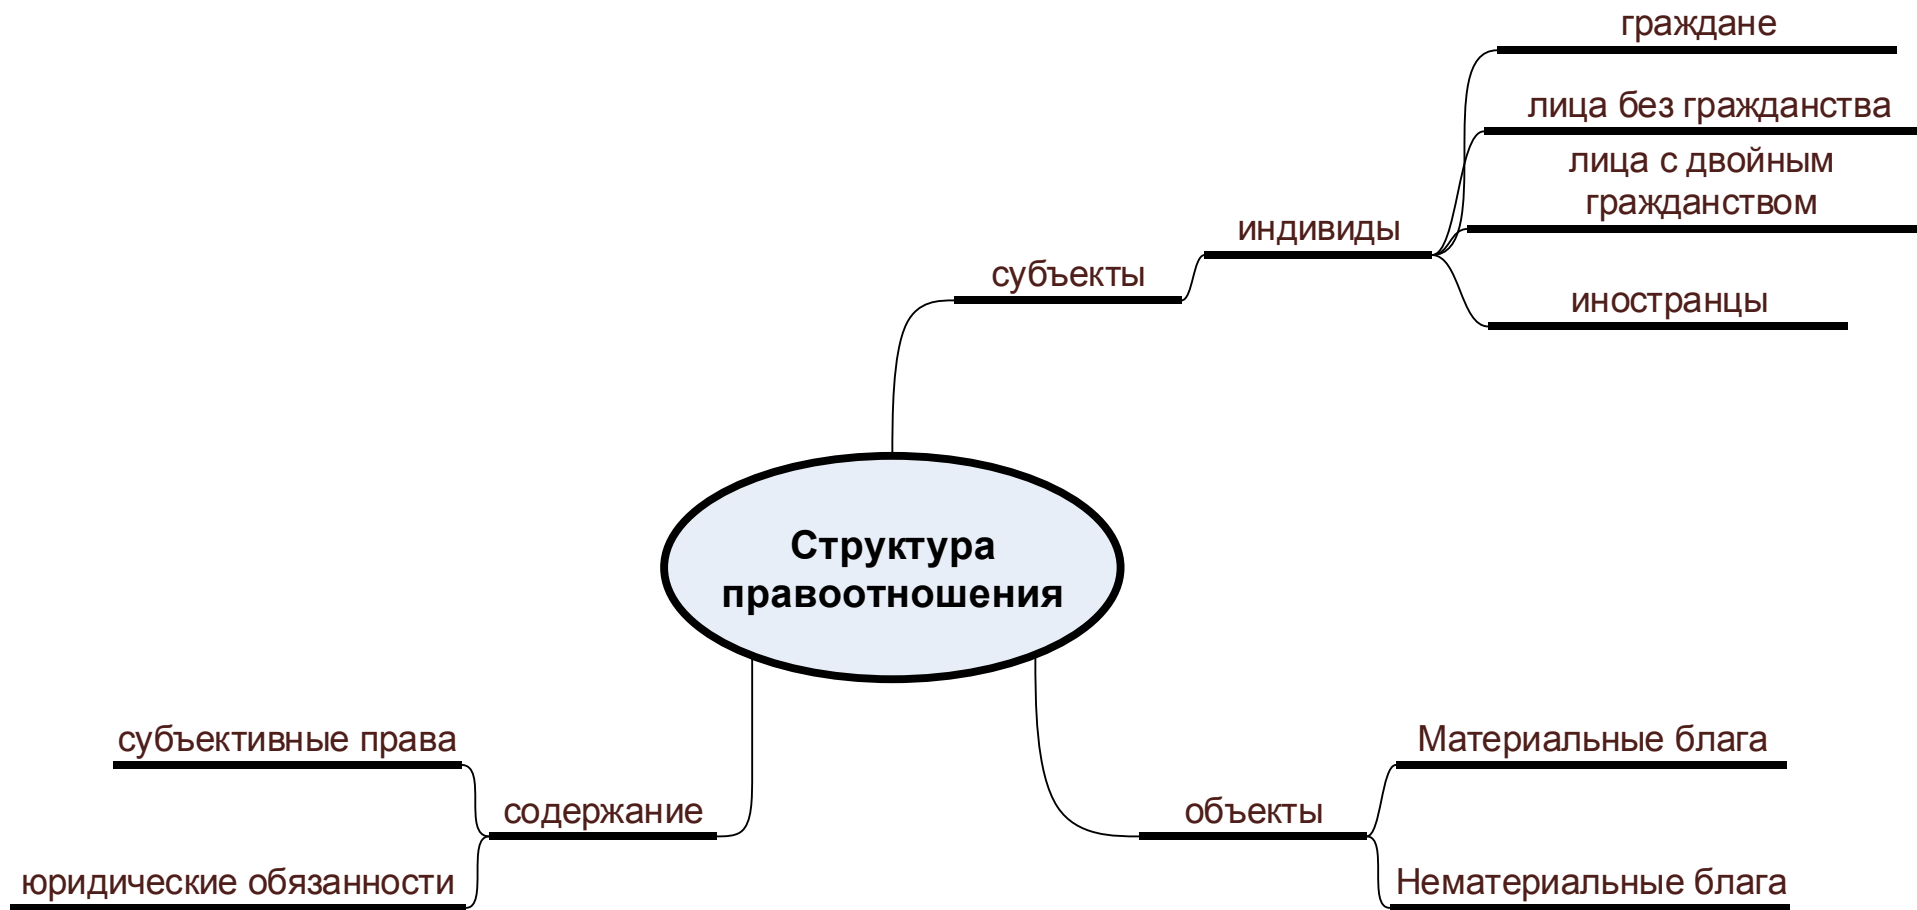 граждане
лица без гражданства
лица с двойным
гражданством
индивиды
субъекты
иностранцы
Структура
правоотношения
субъективные права
содержание
юридические обязанности
Материальные блага
объекты
Нематериальные блага